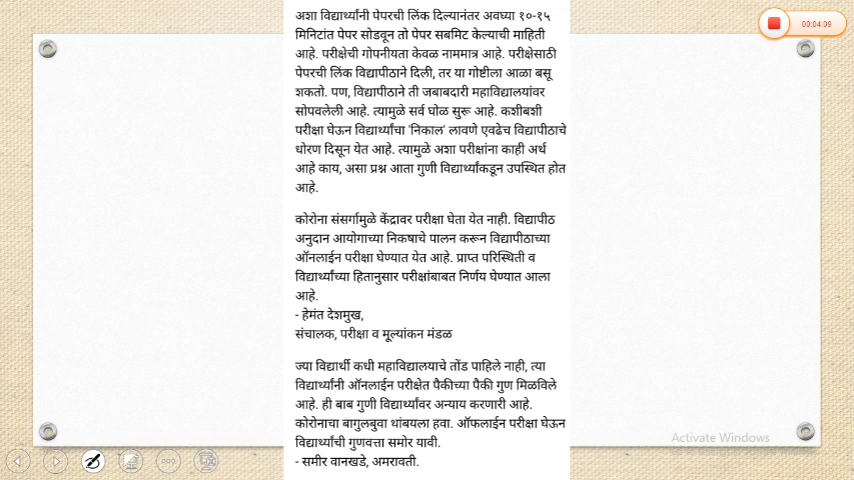 00:04:09
अशा विद्यार्थ्यांनी पेपरची लिंक दिल्यानंतर अवघ्या १०-१५
मिनिटांत पेपर सोडवून तो पेपर सबमिट केल्याची माहिती
आहे. परीक्षेची गोपनीयता केवळ नाममात्र आहे. परीक्षेसाठी
पेपरची लिंक विद्यापीठाने दिली, तर या गोष्टीला आळा बसू
शकतो. पण, विद्यापीठाने ती जबाबदारी महाविद्यालयांवर
सोपवलेली आहे. त्यामुळे सर्व घोळ सुरू आहे. कशीबशी
परीक्षा घेऊन विद्यार्थ्यांचा 'निकाल' लावणे एवढेच विद्यापीठाचे
धोरण दिसून येत आहे. त्यामुळे अशा परीक्षांना काही अर्थ
आहे काय, असा प्रश्न आता गुणी विद्यार्थ्यांकडून उपस्थित होत
आहे.
कोरोना संसर्गामुळे केंद्रावर परीक्षा घेता येत नाही. विद्यापीठ
अनुदान आयोगाच्या निकषाचे पालन करून विद्यापीठाच्या
ऑनलाईन परीक्षा घेण्यात येत आहे. प्राप्त परिस्थिती व
विद्यार्थ्यांच्या हितानुसार परीक्षांबाबत निर्णय घेण्यात आला
आहे.
- हेमंत देशमुख,
संचालक, परीक्षा व मूल्यांकन मंडळ
ज्या विद्यार्थी कधी महाविद्यालयाचे तोंड पाहिले नाही, त्या
विद्यार्थ्यांनी ऑनलाईन परीक्षेत पैकीच्या पैकी गुण मिळविले
आहे. ही बाब गुणी विद्यार्थ्यांवर अन्याय करणारी आहे.
कोरोनाचा बागुलबुवा थांबयला हवा. ऑफलाईन परीक्षा घेऊन
विद्यार्थ्यांची गुणवत्ता समोर यावी.
- समीर वानखडे, अमरावती.
Activate Windows